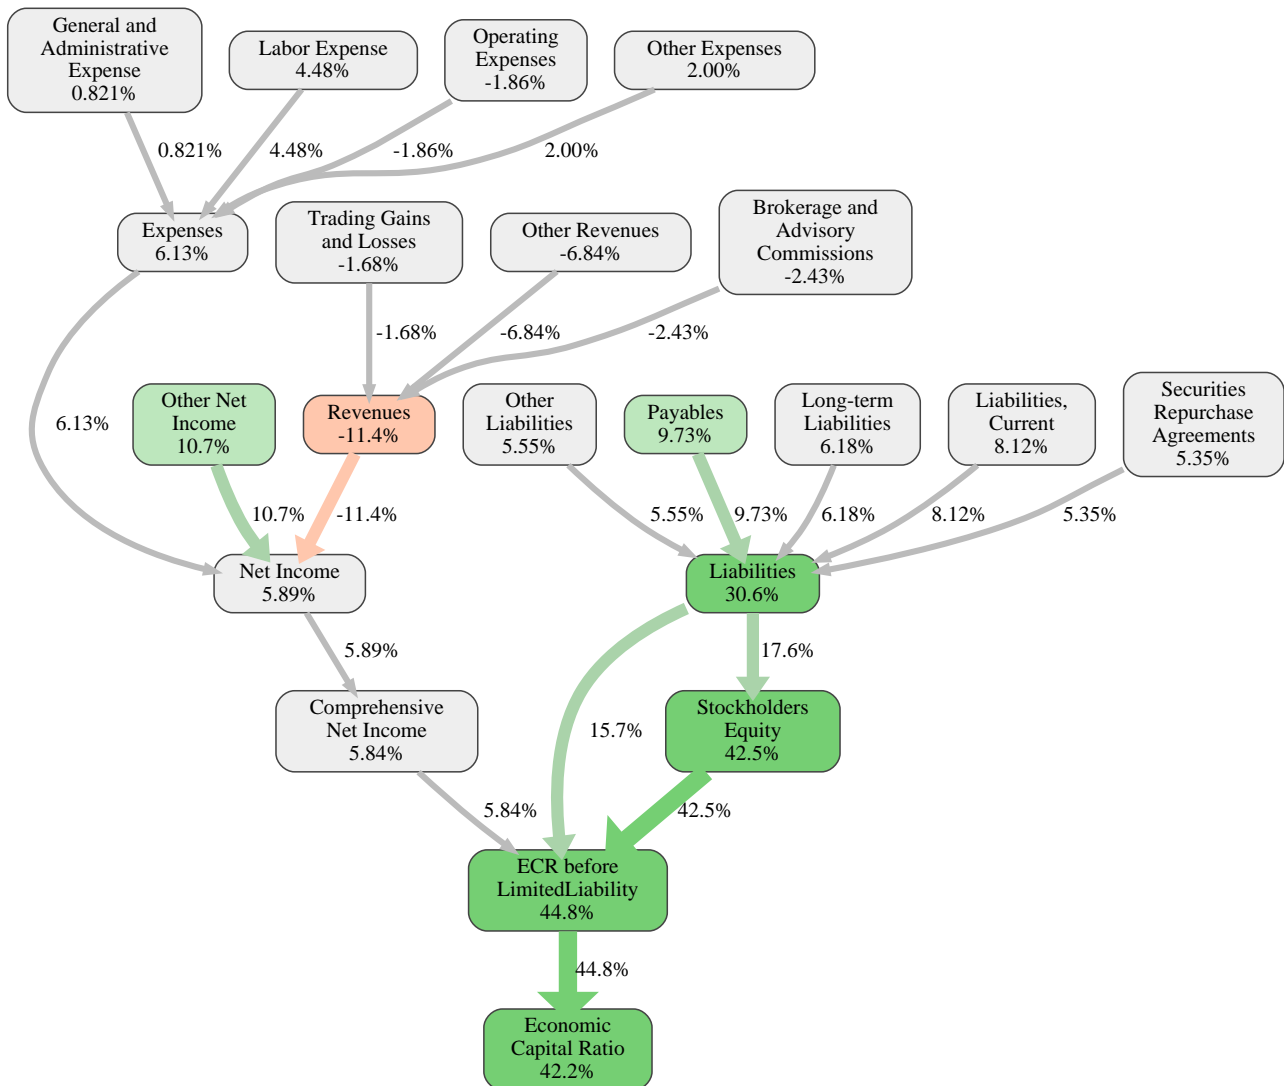 General and
Administrative
Expense
0.821%
Labor Expense
4.48%
Operating
Expenses
-1.86%
Other Expenses
2.00%
0.821%
4.48%
-1.86%
2.00%
Expenses
6.13%
Trading Gains
and Losses
-1.68%
Other Revenues
-6.84%
Brokerage and
Advisory
Commissions
-2.43%
-1.68%
-6.84%
-2.43%
6.13%
Other Net
Income
10.7%
Revenues
-11.4%
Other
Liabilities
5.55%
Payables
9.73%
Long-term
Liabilities
6.18%
Liabilities,
Current
8.12%
Securities
Repurchase
Agreements
5.35%
10.7%
-11.4%
5.55%
9.73%
6.18%
8.12%
5.35%
Net Income
5.89%
Liabilities
30.6%
5.89%
17.6%
Comprehensive
Net Income
5.84%
15.7%
Stockholders
Equity
42.5%
5.84%
42.5%
ECR before
LimitedLiability
44.8%
44.8%
Economic
Capital Ratio
42.2%